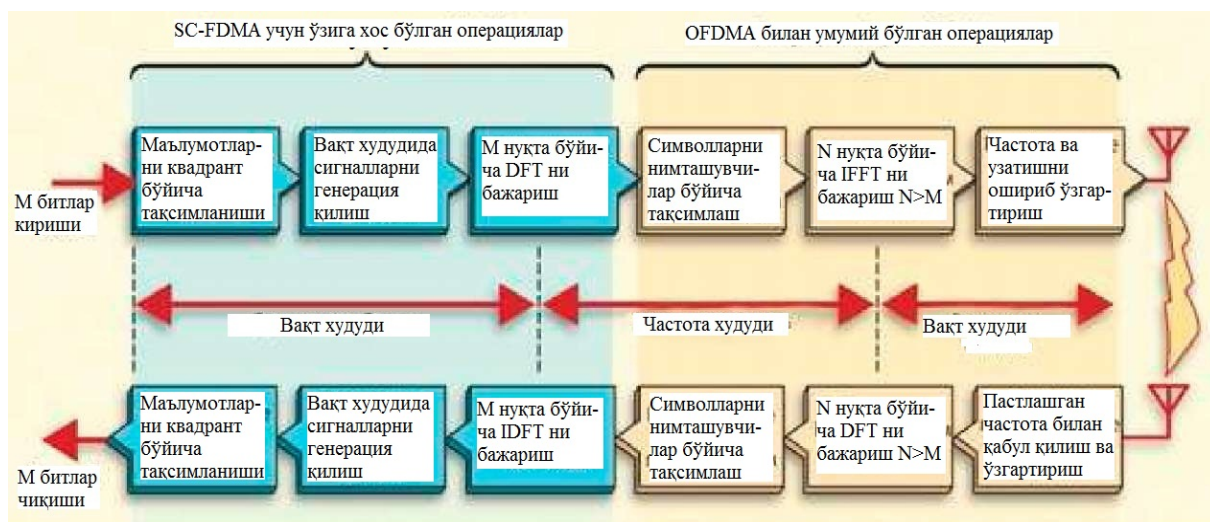 SC-FDMA учун ўзига хос бўлган операциялар
OFDMA билан умумий бўлган операциялар
М битлар
кириши
Маълумотлар-
ни квадрант
бўйича
тақсимланиши
Вақт худудида
сигналларни
генерация
қилиш
М нуқта бўйи-
ча DFT ни
бажариш
Символларни
нимташувчи-
лар бўйича
тақсимлаш
N нуқта бўйи-
ча IFFT ни
бажариш N>M
Частота ва
узатишни
ошириб ўзгар-
тириш
Вақт худуди
Частота худуди
Вақт худуди
М битлар
чиқиши
Маълумотлар-
ни квадрант
бўйича
тақсимланиши
Вақт худудида
сигналларни
генерация
қилиш
М нуқта бўйи-
ча IDFT ни
бажариш
Символларни
нимташувчи-
лар бўйича
тақсимлаш
N нуқта бўйи-
ча DFT ни
бажариш N>M
Пастлашган
частота билан
қабул қилиш ва
ўзгартириш